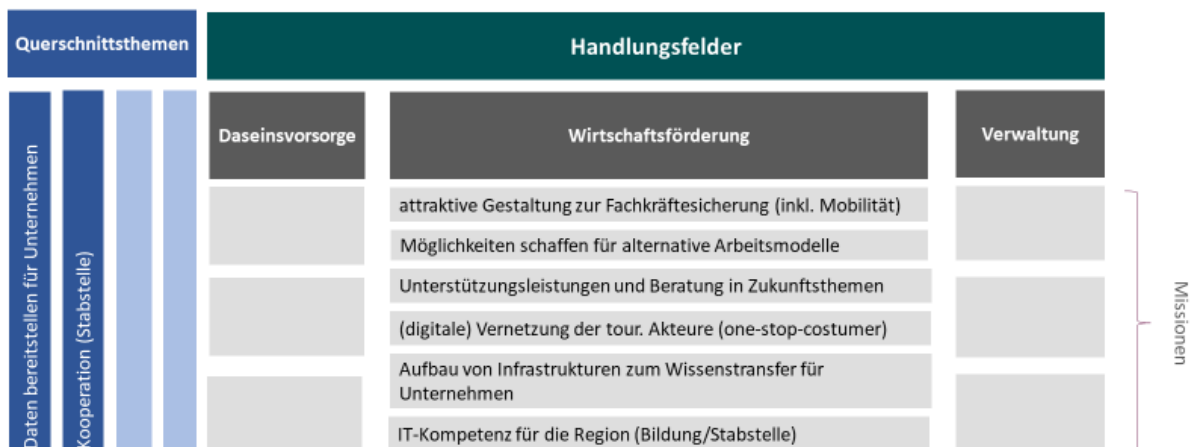 Querschnittsthemen
Handlungsfelder
Daseinsvorsorge
Wirtschaftsförderung
Verwaltung
Daten bereitstellen für Unternehmen
Kooperation (Stabstelle)
attraktive Gestaltung zur Fachkräftesicherung (inkl. Mobilität)
Möglichkeiten schaffen für alternative Arbeitsmodelle
Unterstützungsleistungen und Beratung in Zukunftsthemen
(digitale) Vernetzung der tour. Akteure (one-stop-costumer)
Aufbau von Infrastrukturen zum Wissenstransfer für
Unternehmen
IT-Kompetenz für die Region (Bildung/Stabstelle)
Missionen